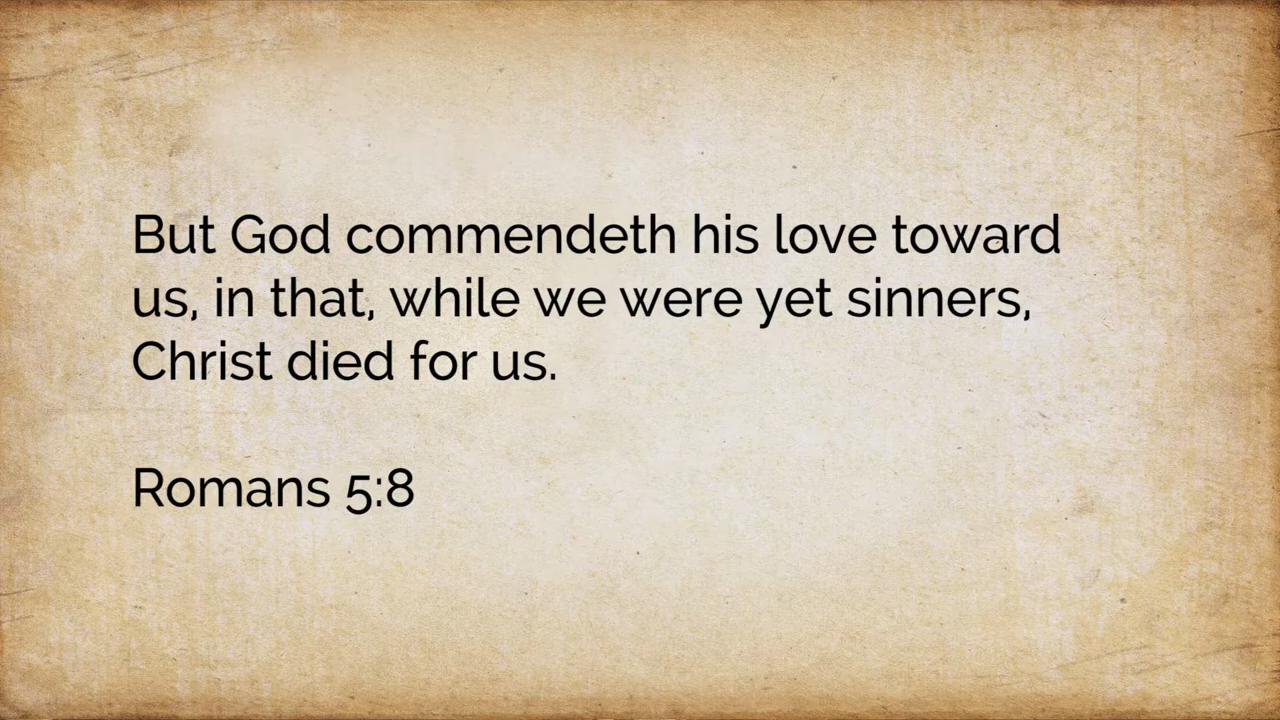 But God commendeth his love toward
us, in that, while we were yet sinners,
Christ died for us.
Romans 5:8